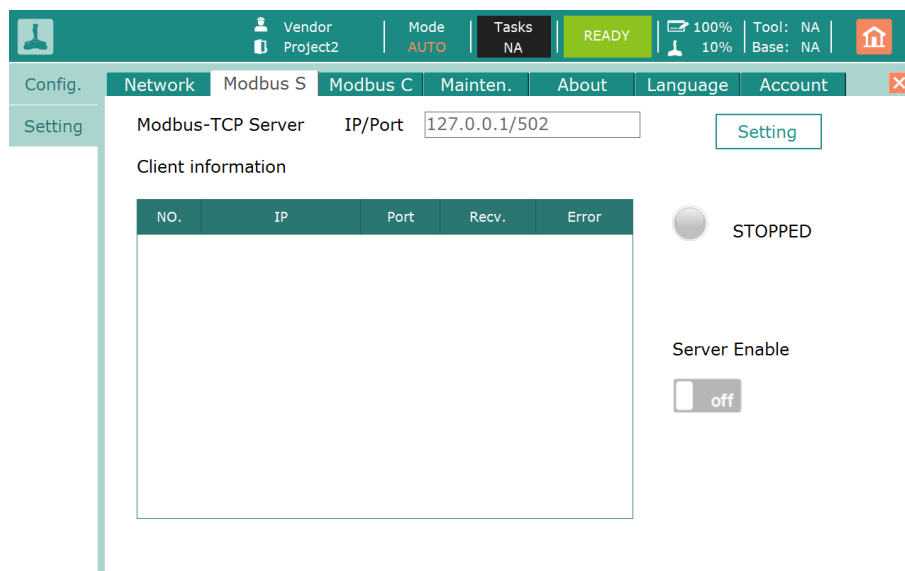 Vendor Mode Tasks READY 100% Tool: NA
Project2 AUTO NA 10% Base: NA
Config. Network Modbus S Modbus C Mainten. About Language Account
Setting Modbus-TCP Server IP/Port 127.0.0.1/502 Setting
Client information
NO. IP Port Recv. Error
STOPPED
Server Enable
off